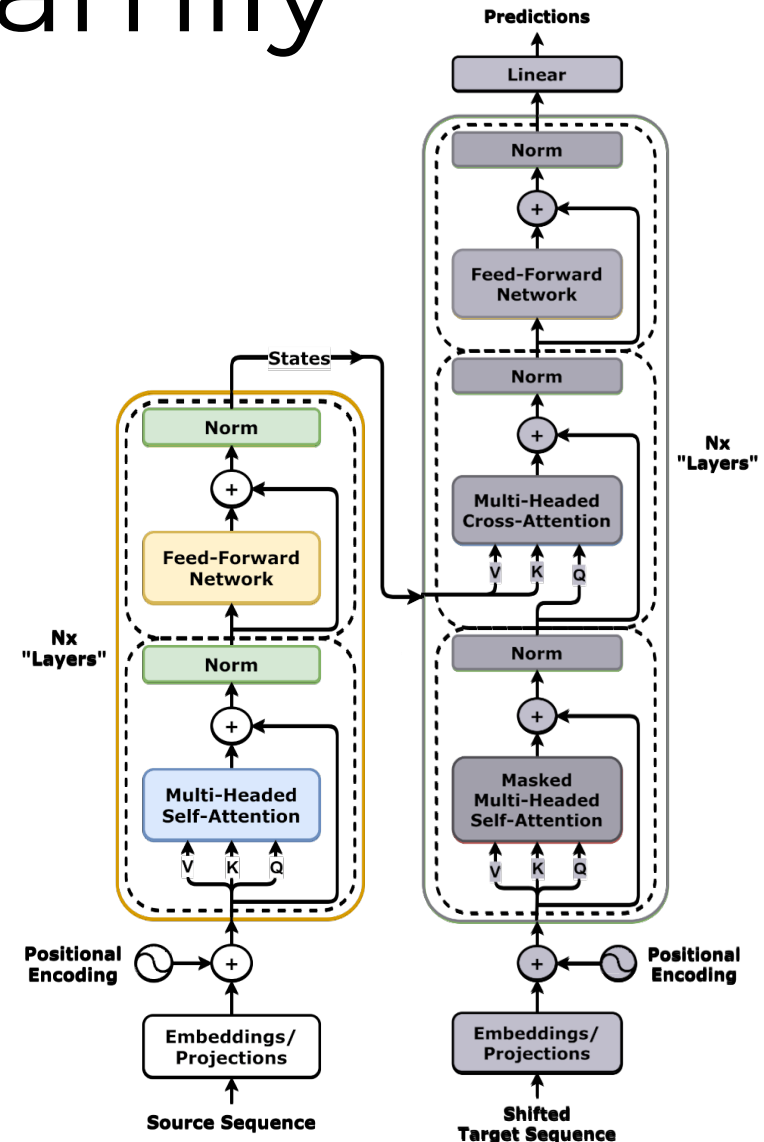 Predictions
Linear
Norm
+
Feed-Forward
Network
Norm
+
Multi-Headed
Cross-Attention
V K Q
Norm
+
Masked
Multi-Headed
Self-Attention
V K Q
+
Positional
Encoding
Embeddings/
Projections
Shifted
Target Sequence
Nx
"Layers"
States
Norm
+
Feed-Forward
Network
Norm
+
Multi-Headed
Self-Attention
V K Q
Nx
"Layers"
Positional
Encoding
+
Embeddings/
Projections
Source Sequence